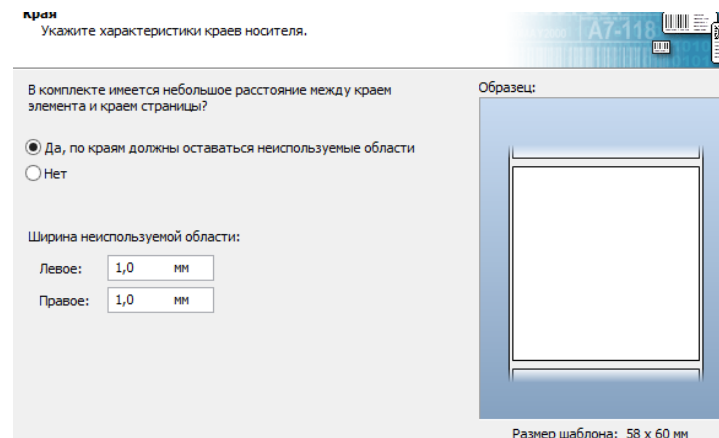 Края
Укажите характеристики краев носителя.
A7-118
В комплекте имеется небольшое расстояние между краем
элемента и краем страницы?
Да, по краям должны оставаться неиспользуемые области
Нет
Ширина неиспользуемой области:
Левое: 1,0 мм
Правое: 1,0 мм
Образец:
Размер шаблона: 58 x 60 мм